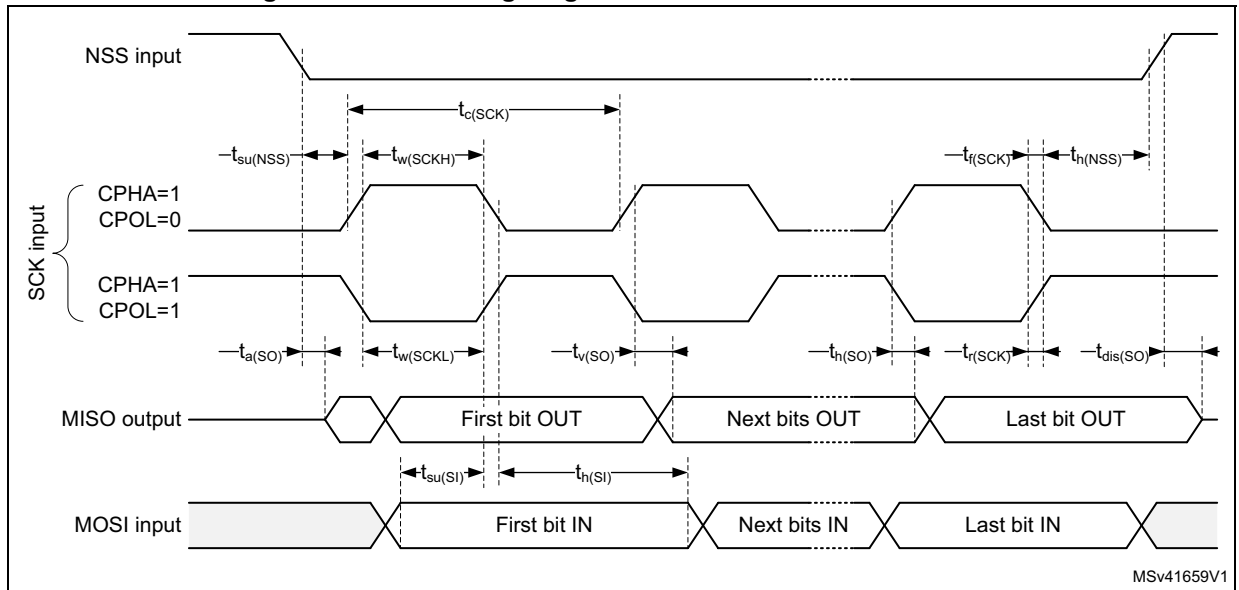 NSS input
tc(SCK)
tsu(NSS)
tw(SCKH)
tf(SCK)
th(NSS)
SCK input
CPHA=1
CPOL=0
CPHA=1
CPOL=1
ta(SO)
tw(SCKL)
tv(SO)
th(SO)
tr(SCK)
tdis(SO)
MISO output
First bit OUT
Next bits OUT
Last bit OUT
tsu(SI)
th(SI)
MOSI input
First bit IN
Next bits IN
Last bit IN
MSv41659V1